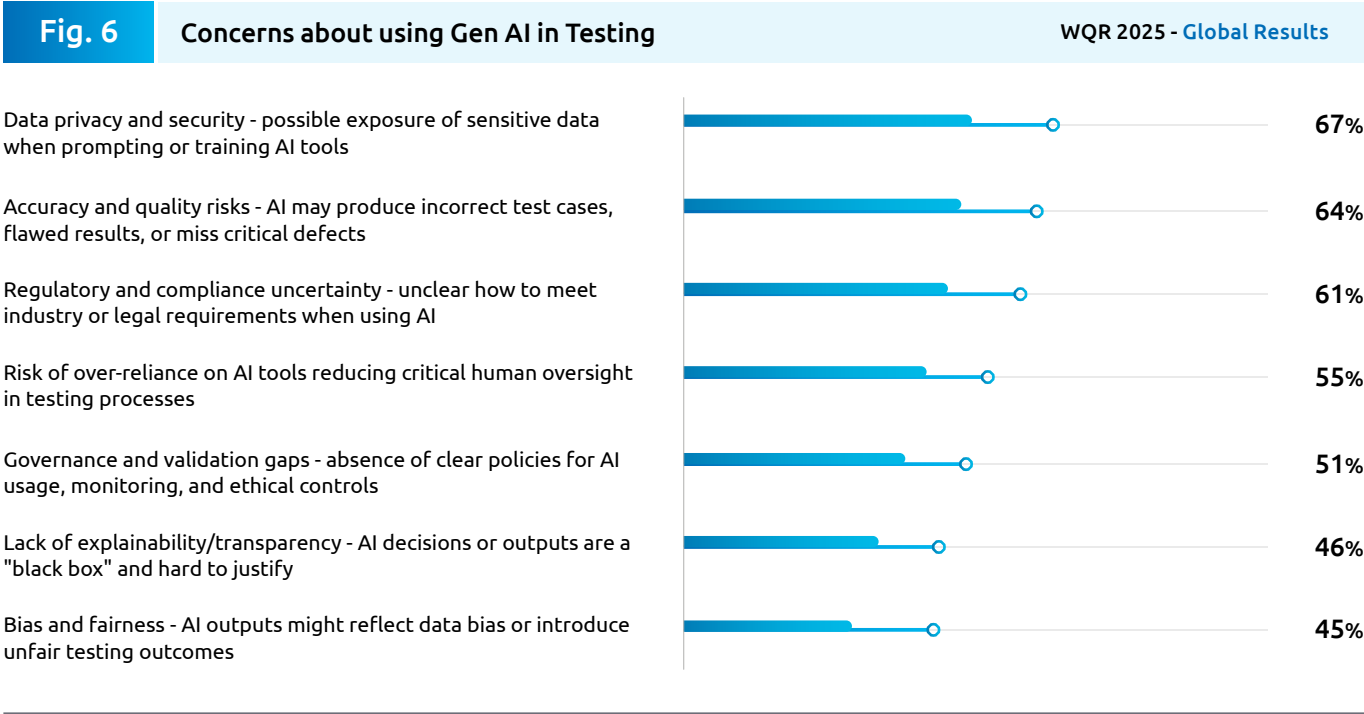 Fig. 6
Concerns about using Gen AI in Testing
WQR 2025 - Global Results
Data privacy and security - possible exposure of sensitive data
when prompting or training AI tools
67%
Accuracy and quality risks - AI may produce incorrect test cases,
flawed results, or miss critical defects
64%
Regulatory and compliance uncertainty - unclear how to meet
industry or legal requirements when using AI
61%
Risk of over-reliance on AI tools reducing critical human oversight
in testing processes
55%
Governance and validation gaps - absence of clear policies for AI
usage, monitoring, and ethical controls
51%
Lack of explainability/transparency - AI decisions or outputs are a
"black box" and hard to justify
46%
Bias and fairness - AI outputs might reflect data bias or introduce
unfair testing outcomes
45%